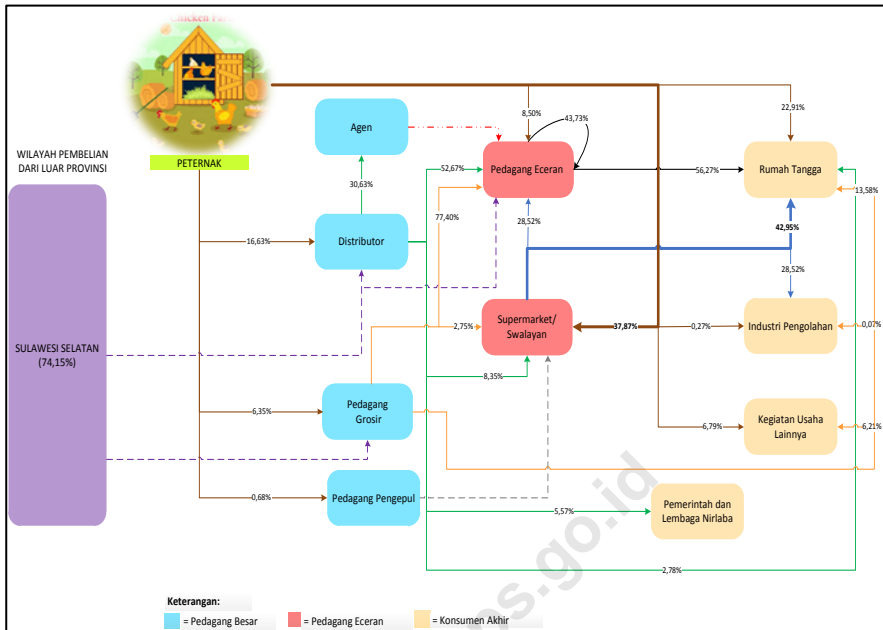 Chicken Farm
8,50%
43,73%
22,91%
Agen
WILAYAH PEMBELIAN
DARI LUAR PROVINSI
PETERNAK
52,67%
Pedagang Eceran
56,27%
Rumah Tangga
30,63%
77,40%
13,58%
16,63%
Distributor
28,52%
42,95%
28,52%
SULAWESI SELATAN
(74,15%)
2,75%
Supermarket/
Swalayan
37,87%
0,27%
Industri Pengolahan
0,07%
8,35%
6,35%
Pedagang
Grosir
6,79%
Kegiatan Usaha
Lainnya
6,21%
0,68%
Pedagang Pengepul
5,57%
Pemerintah dan
Lembaga Nirlaba
2,78%
Keterangan:
= Pedagang Besar
= Pedagang Eceran
= Konsumen Akhir